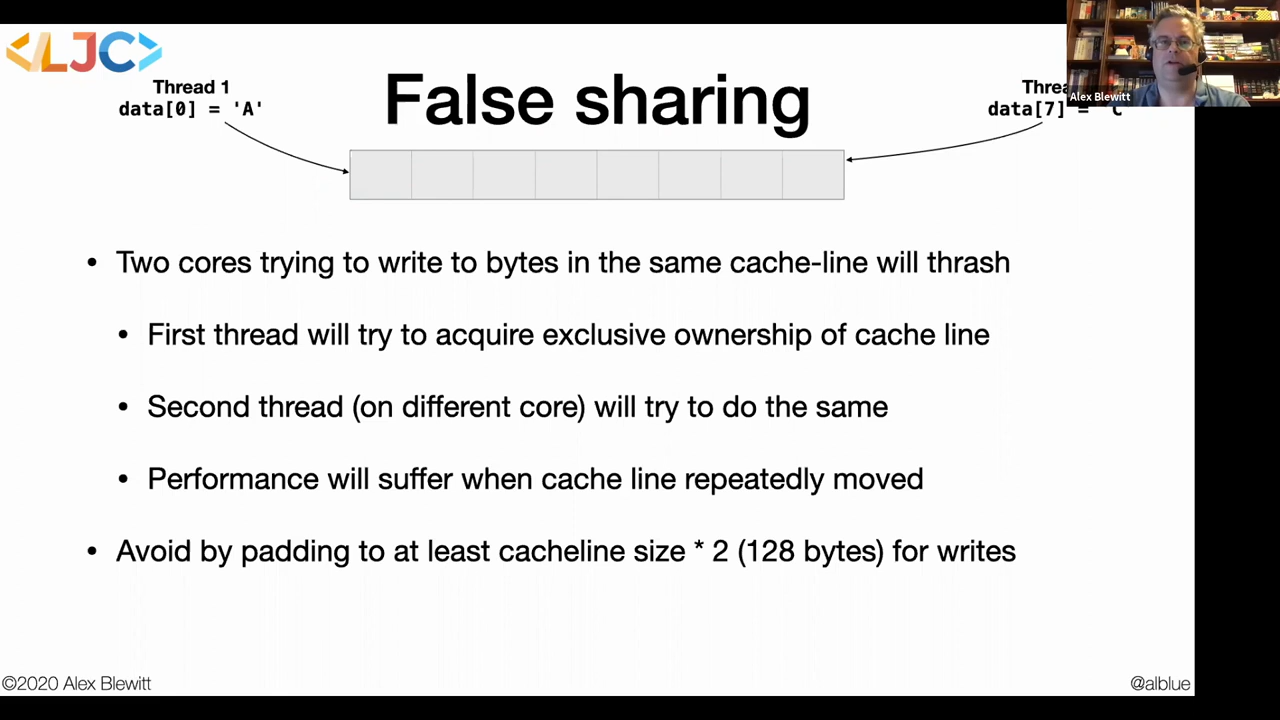 <LJC>
Thread 1
data[0] = 'A'
False sharing
data[7] = 'C
Alex Blewitt
• Two cores trying to write to bytes in the same cache-line will thrash
• First thread will try to acquire exclusive ownership of cache line
• Second thread (on different core) will try to do the same
• Performance will suffer when cache line repeatedly moved
• Avoid by padding to at least cacheline size * 2 (128 bytes) for writes
©2020 Alex Blewitt
@alblue